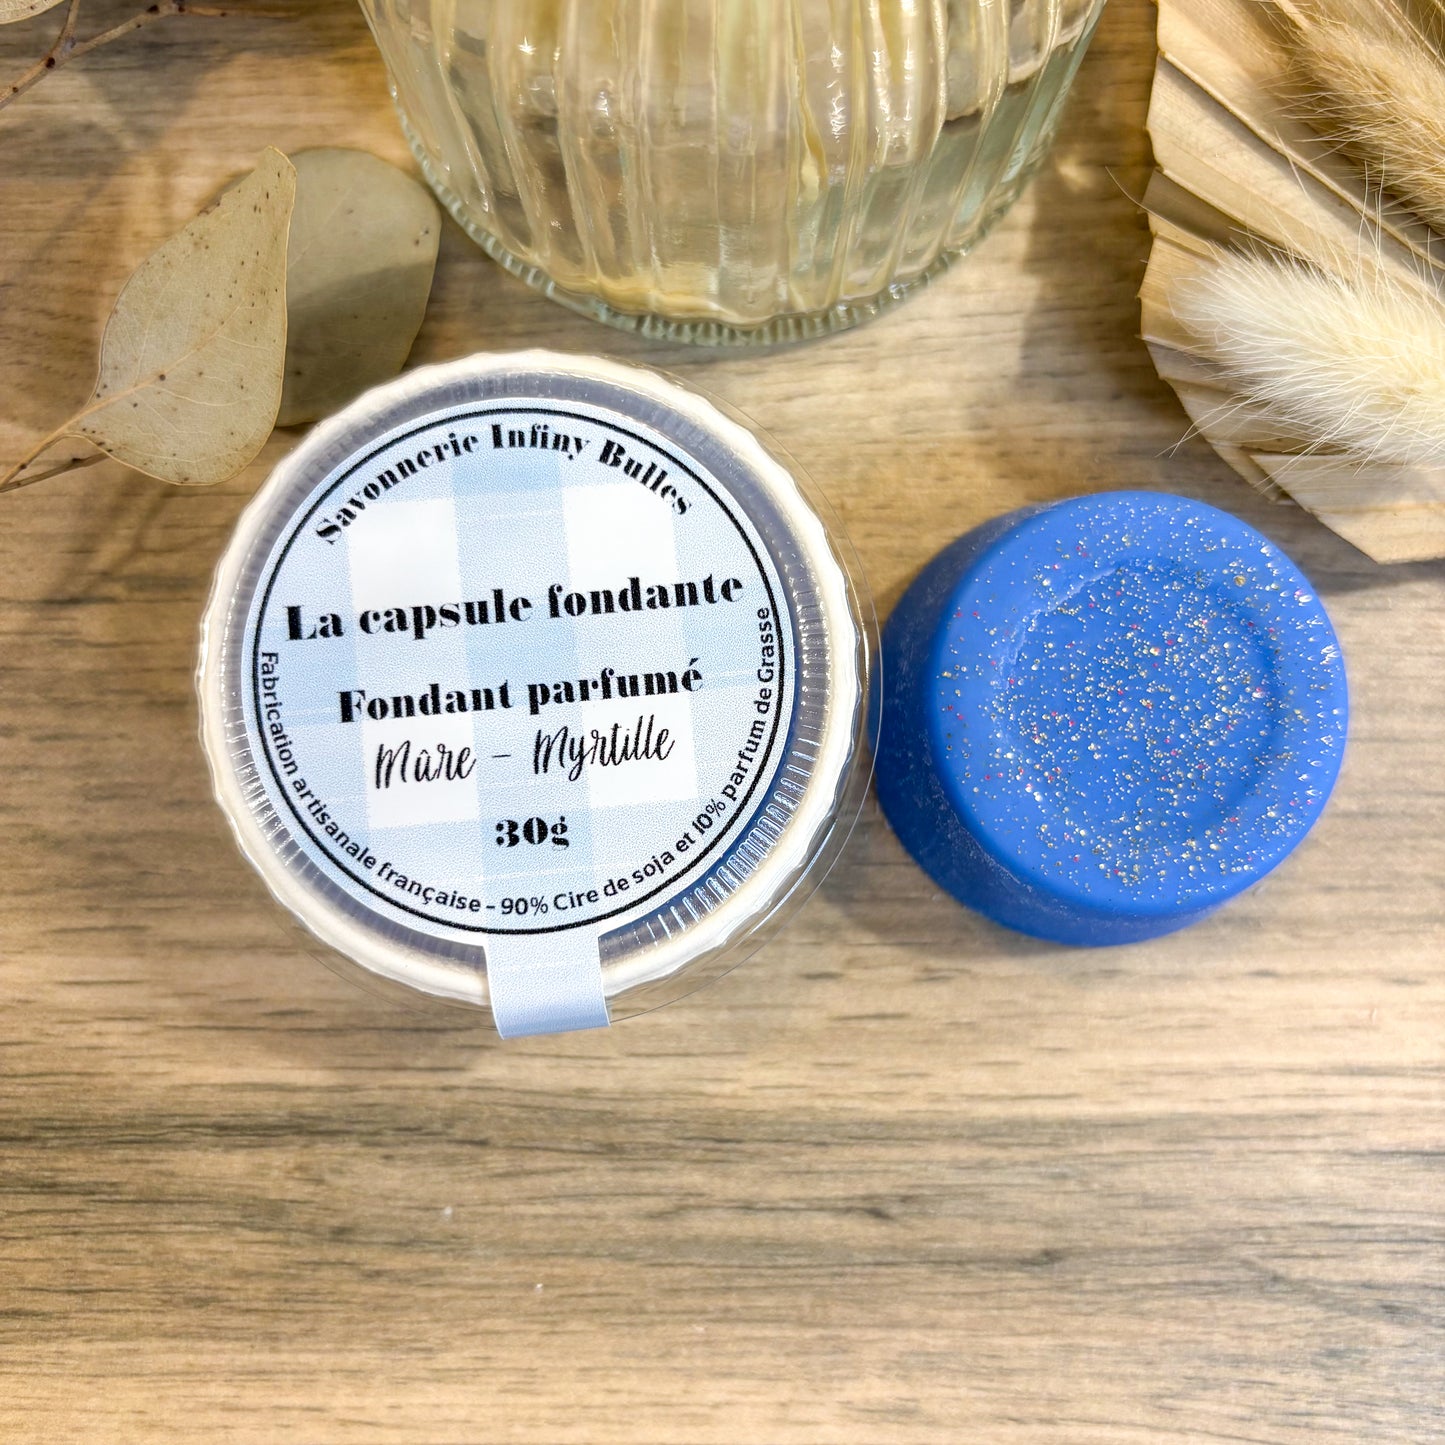 Savonnerie Infiny Bulles
La capsule fondante
Fondant parfumé
Mûre - Myrtille
30g
Fabrication artisanale française - 90% Cire de soja et 10% parfum de Grasse